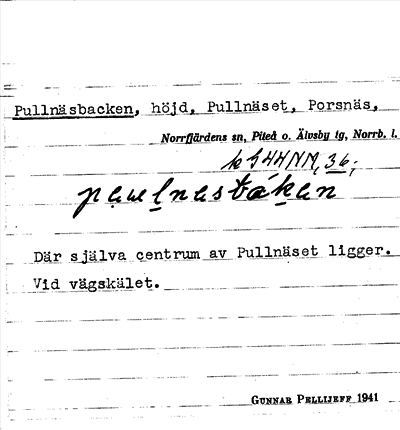 Pullnäsbacken, höjd, Pullnäset, Porsnäs,
Norrfjärdens sn, Piteå o. Älvsby tg, Norrb. l.
36;
Där själva centrum av Pullnäset ligger.
Vid vägskälet.
GUNNAR PELLIJEFF 1941